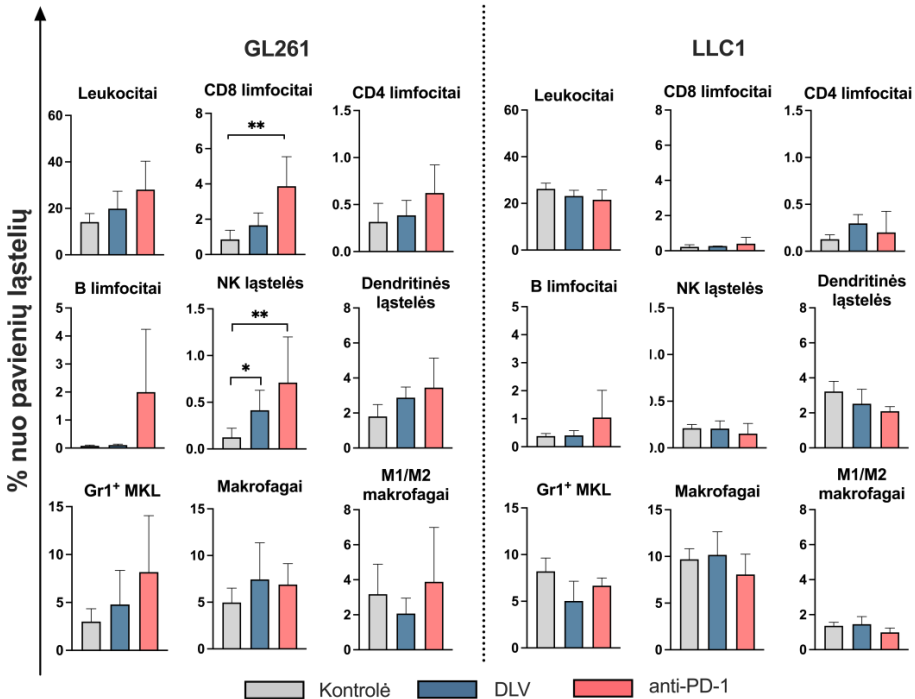 GL261
LLC1
% nuo pavienių ląstelių
Leukocitai
60
40
20
0
CD8 limfocitai
8
6
4
2
0
**
CD4 limfocitai
1.5
1.0
0.5
0.0
Leukocitai
60
40
20
0
CD8 limfocitai
8
6
4
2
0
CD4 limfocitai
1.5
1.0
0.5
0.0
B limfocitai
5
4
3
2
1
0
NK ląstelės
1.5
1.0
0.5
0.0
**
*
Dendritinės
ląstelės
8
6
4
2
0
B limfocitai
5
4
3
2
1
0
NK ląstelės
Dendritinės
ląstelės
8
6
4
2
0
Gr1⁺ MKL
15
10
5
0
Makrofagai
15
10
5
0
M1/M2
makrofagai
8
6
4
2
0
Gr1⁺ MKL
15
10
5
0
Makrofagai
15
10
5
0
M1/M2
makrofagai
8
6
4
2
0
Kontrolė
DLV
anti-PD-1